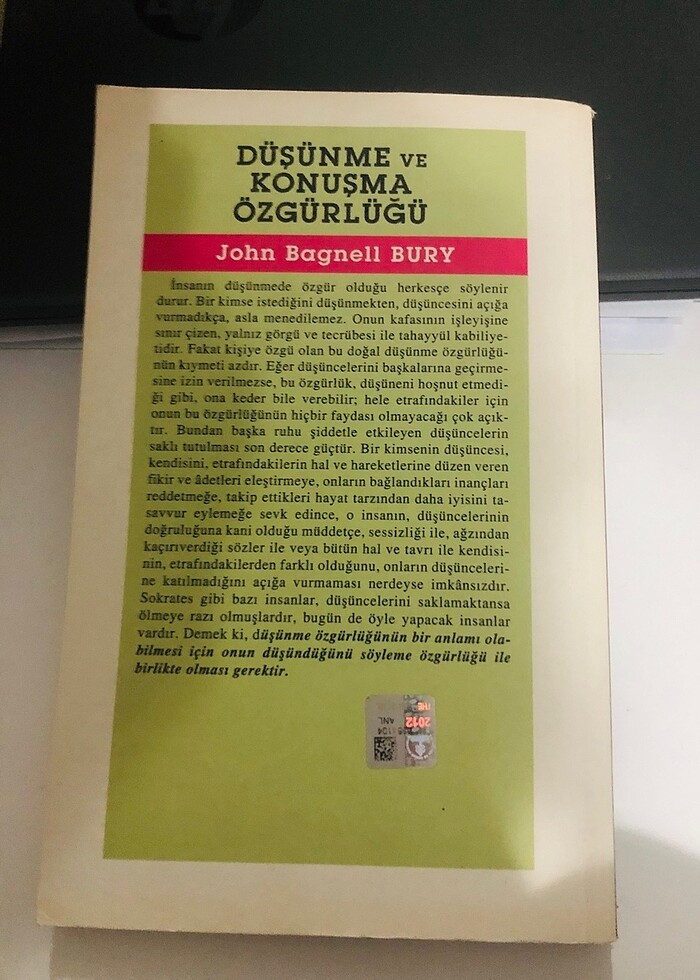 DÜŞÜNME VE
KONUŞMA
ÖZGÜRLÜĞÜ
John Bagnell BURY
İnsanın düşünmede özgür olduğu herkesçe söylenir
durur. Bir kimse istediğini düşünmekten, düşüncesini açığa
vurmadıkça, asla menedilemez. Onun kafasının işleyişine
sınır çizen, yalnız görgü ve tecrübesi ile tahayyül kabiliye-
tidir. Fakat kişiye özgü olan bu doğal düşünme özgürlüğü-
nün kıymeti azdır. Eğer düşüncelerini başkalarına geçirme-
sine izin verilmezse, bu özgürlük, düşüneni hoşnut etmedi-
ği gibi, ona keder bile verebilir; hele etrafındakiler için
onun bu özgürlüğünün hiçbir faydası olmayacağı çok açık-
tır. Bundan başka ruhu şiddetle etkileyen düşüncelerin
saklı tutulması son derece güçtür. Bir kimsenin düşüncesi,
kendisini, etrafındakilerin hal ve hareketlerine düzen veren
fikir ve âdetleri eleştirmeye, onların bağlandıkları inançları
reddetmeğe, takip ettikleri hayat tarzından daha iyisini ta-
savvur eylemeğe sevk edince, o insanın, düşüncelerinin
doğruluğuna kani olduğu müddetçe, sessizliği ile, ağzından
kaçırıverdiği sözler ile veya bütün hal ve tavrı ile kendisi-
nin, etrafındakilerden farklı olduğunu, onların düşünceleri-
ne katılmadığını açığa vurmaması nerdeyse imkânsızdır.
Sokrates gibi bazı insanlar, düşüncelerini saklamaktansa
ölmeye razı olmuşlardır, bugün de öyle yapacak insanlar
vardır. Demek ki, düşünme özgürlüğünün bir anlamı ola-
bilmesi için onun düşündüğünü söyleme özgürlüğü ile
birlikte olması gerektir.
2012
ANL